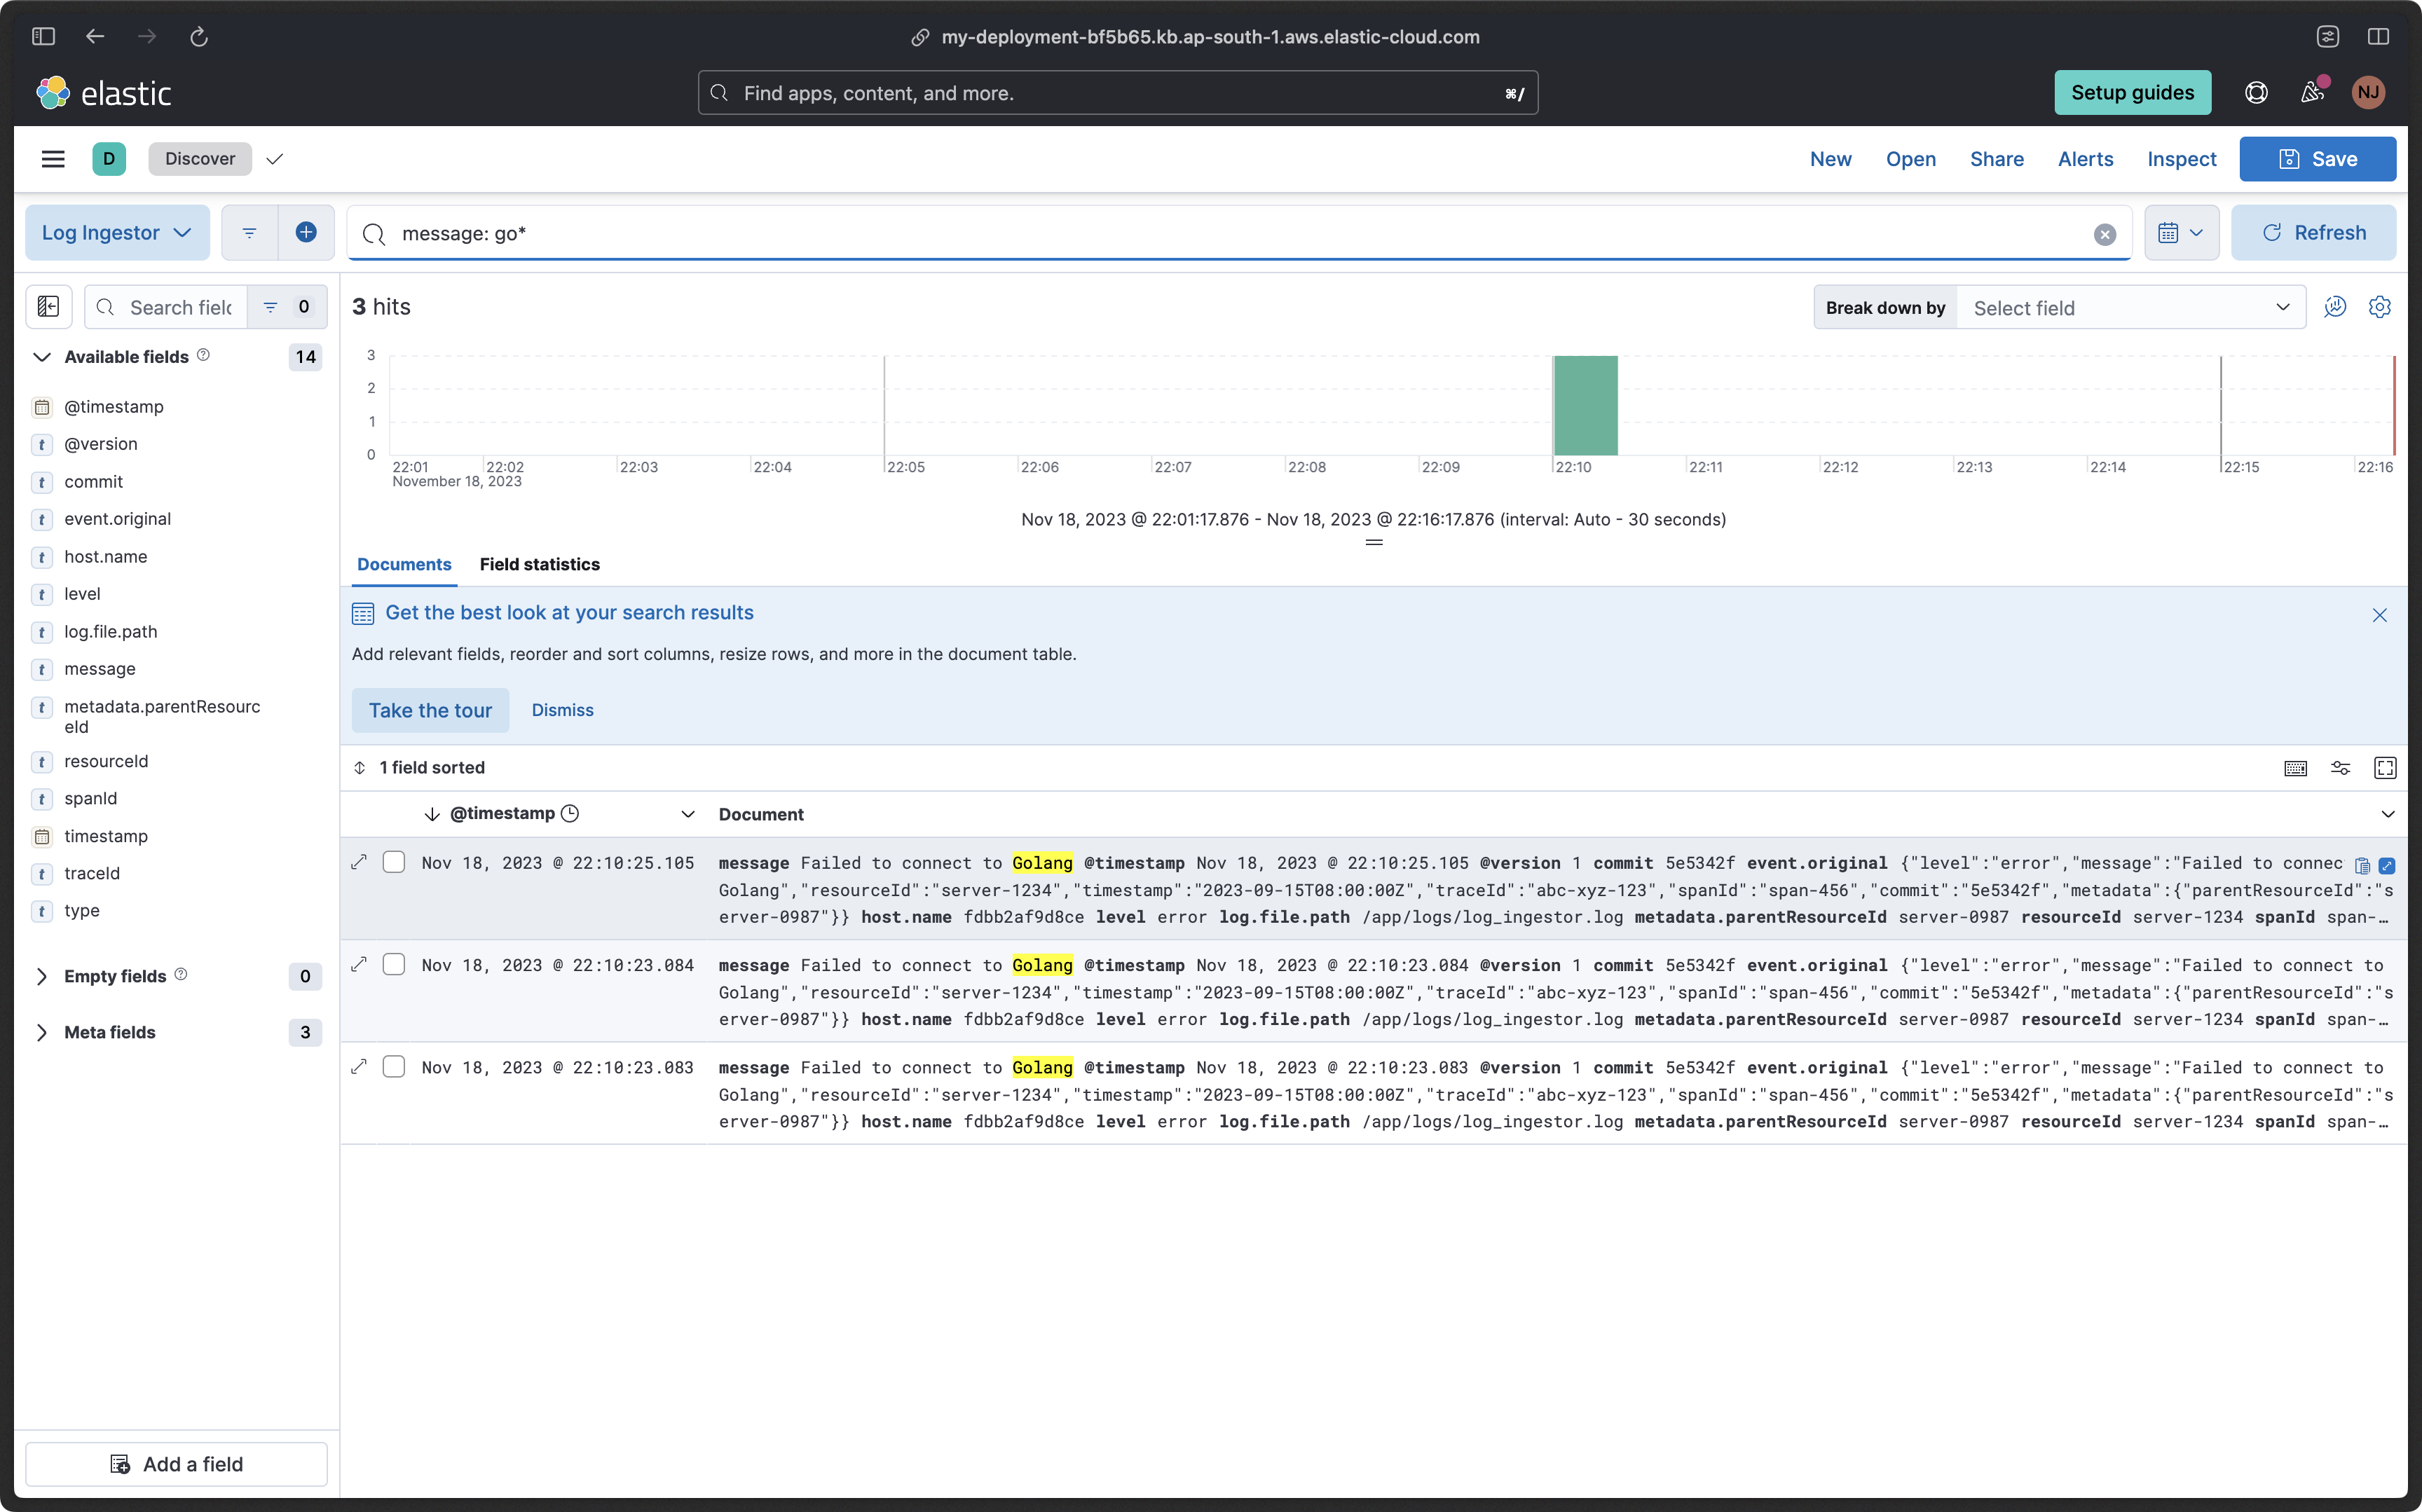 my-deployment-bf5b65.kb.ap-south-1.aws.elastic-cloud.com
elastic
Find apps, content, and more.
⌘/
Setup guides
NJ
D
Discover
New
Open
Share
Alerts
Inspect
Save
Log Ingestor
message: go*
Refresh
Search fielc
0
3 hits
Break down by
Select field
Available fields
14
@timestamp
t @version
t commit
t event.original
t host.name
t level
t log.file.path
t message
t metadata.parentResourc
eId
t resourceId
t spanId
timestamp
t traceId
t type
Empty fields
0
Meta fields
3
Add a field
3
2
1
0
22:01 22:02 22:03 22:04 22:05 22:06 22:07 22:08 22:09 22:10 22:11 22:12 22:13 22:14 22:15 22:16
November 18, 2023
Nov 18, 2023 @ 22:01:17.876 - Nov 18, 2023 @ 22:16:17.876 (interval: Auto - 30 seconds)
Documents
Field statistics
Get the best look at your search results
Add relevant fields, reorder and sort columns, resize rows, and more in the document table.
Take the tour
Dismiss
1 field sorted
@timestamp
Document
Nov 18, 2023 @ 22:10:25.105 message Failed to connect to Golang @timestamp Nov 18, 2023 @ 22:10:25.105 @version 1 commit 5e5342f event.original {"level":"error","message":"Failed to connec
Golang","resourceId":"server-1234","timestamp":"2023-09-15T08:00:00Z","traceId":"abc-xyz-123","spanId":"span-456","commit":"5e5342f","metadata":{"parentResourceId":"s
erver-0987"}} host.name fdbb2af9d8ce level error log.file.path /app/logs/log_ingestor.log metadata.parentResourceId server-0987 resourceId server-1234 spanId span-…
Nov 18, 2023 @ 22:10:23.084 message Failed to connect to Golang @timestamp Nov 18, 2023 @ 22:10:23.084 @version 1 commit 5e5342f event.original {"level":"error","message":"Failed to connect to
Golang","resourceId":"server-1234","timestamp":"2023-09-15T08:00:00Z","traceId":"abc-xyz-123","spanId":"span-456","commit":"5e5342f","metadata":{"parentResourceId":"s
erver-0987"}} host.name fdbb2af9d8ce level error log.file.path /app/logs/log_ingestor.log metadata.parentResourceId server-0987 resourceId server-1234 spanId span-…
Nov 18, 2023 @ 22:10:23.083 message Failed to connect to Golang @timestamp Nov 18, 2023 @ 22:10:23.083 @version 1 commit 5e5342f event.original {"level":"error","message":"Failed to connect to
Golang","resourceId":"server-1234","timestamp":"2023-09-15T08:00:00Z","traceId":"abc-xyz-123","spanId":"span-456","commit":"5e5342f","metadata":{"parentResourceId":"s
erver-0987"}} host.name fdbb2af9d8ce level error log.file.path /app/logs/log_ingestor.log metadata.parentResourceId server-0987 resourceId server-1234 spanId span-…